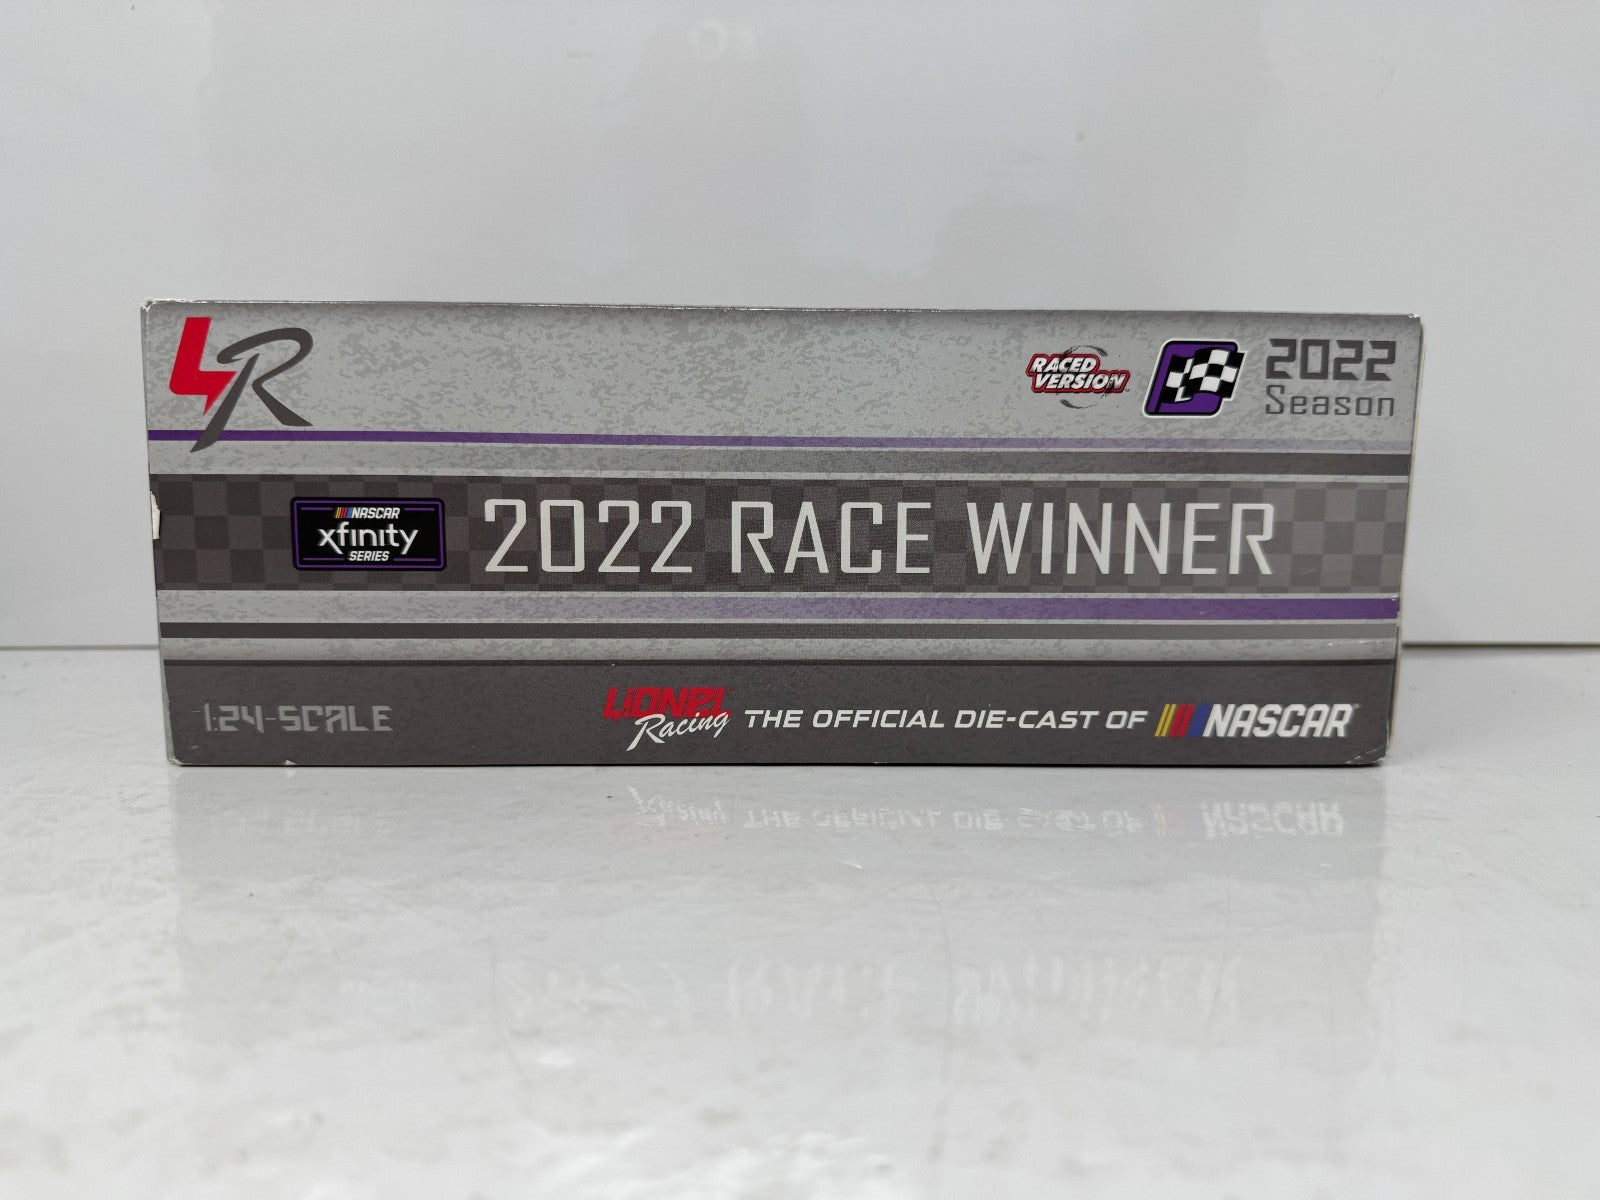 LR
RACED
VERSION
2022
Season
NASCAR
xfinity
SERIES
2022 RACE WINNER
1:24-SCALE
LIONEL
Racing
THE OFFICIAL DIE-CAST OF NASCAR